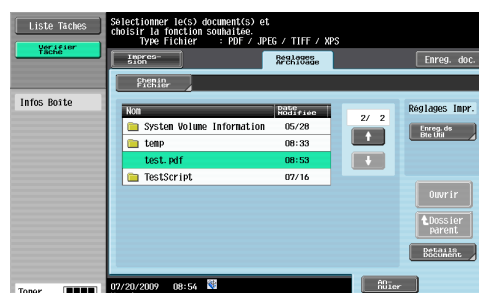 Liste Tâches
Vérifier
Tâche
Infos Boîte
Toner
Sélectionner le(s) document(s) et
choisir la fonction souhaitée.
Type Fichier : PDF / JPEG / TIFF / XPS
Impres-
sion
Réglages
Archivage
Enreg. doc.
Chemin
Fichier
Nom
Date
Modifiée
System Volume Information 05/28
temp 08:33
test.pdf 08:53
TestScript 07/16
2/ 2
Réglages Impr.
Enreg.ds
Bte Util
Ouvrir
Dossier
parent
Détails
Document
07/20/2009 08:54
An-
nuler